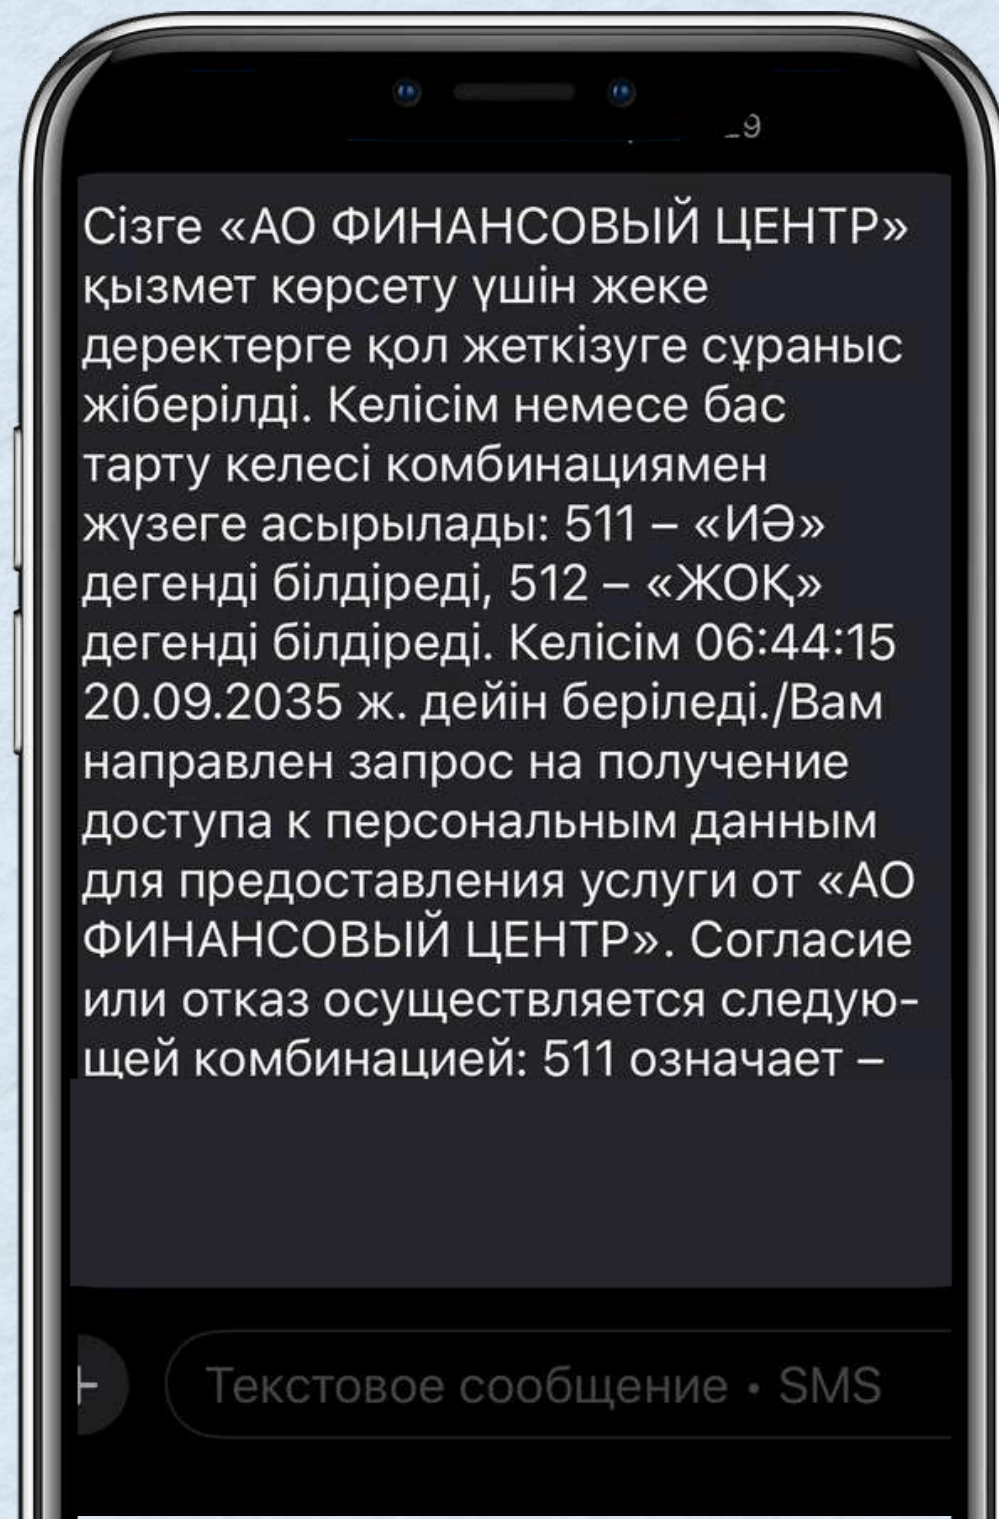 _9
Сізге «АО ФИНАНСОВЫЙ ЦЕНТР»
қызмет көрсету үшін жеке
деректерге қол жеткізуге сұраныс
жіберілді. Келісім немесе бас
тарту келесі комбинациямен
жүзеге асырылады: 511 – «ИӘ»
дегенді білдіреді, 512 – «ЖОҚ»
дегенді білдіреді. Келісім 06:44:15
20.09.2035 ж. дейін беріледі./Вам
направлен запрос на получение
доступа к персональным данным
для предоставления услуги от «АО
ФИНАНСОВЫЙ ЦЕНТР». Согласие
или отказ осуществляется следую-
щей комбинацией: 511 означает –
Текстовое сообщение • SMS